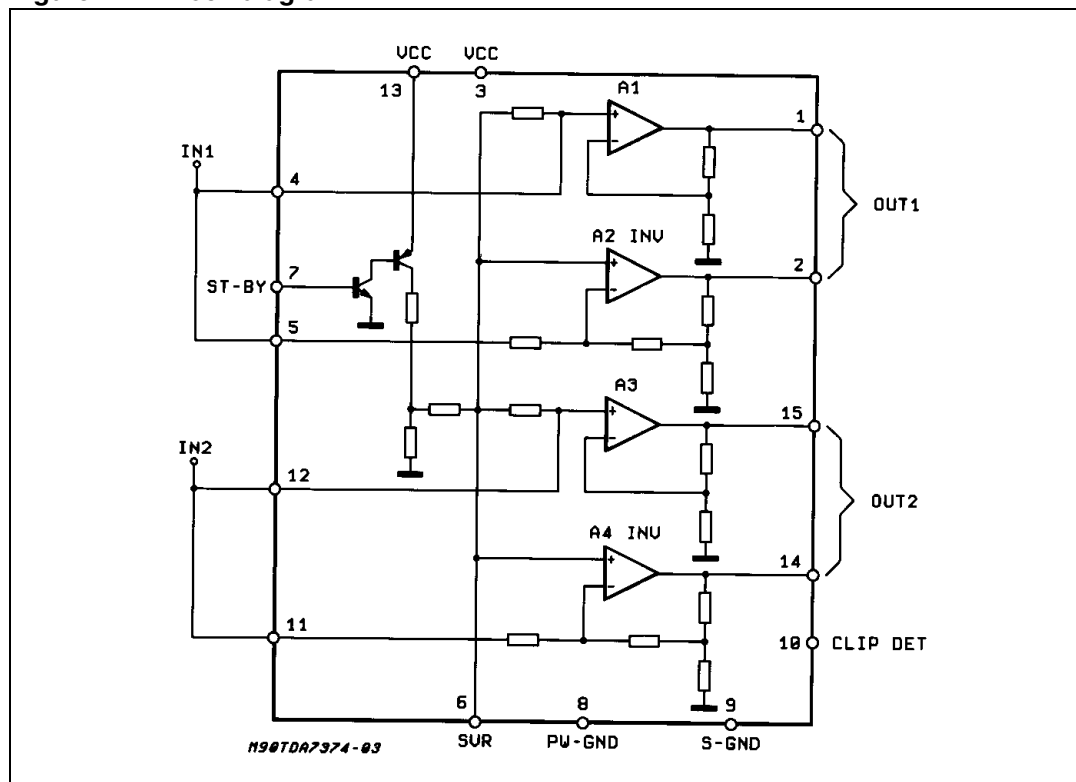 VCC VCC
13 3
A1
+
-
1
IN1
4
OUT1
A2 INV
+
-
2
ST-BY 7
5
A3
+
-
15
IN2
12
OUT2
A4 INV
+
-
14
11
10 CLIP DET
6 8 9
SVR PW-GND S-GND
M90TDA7374-03